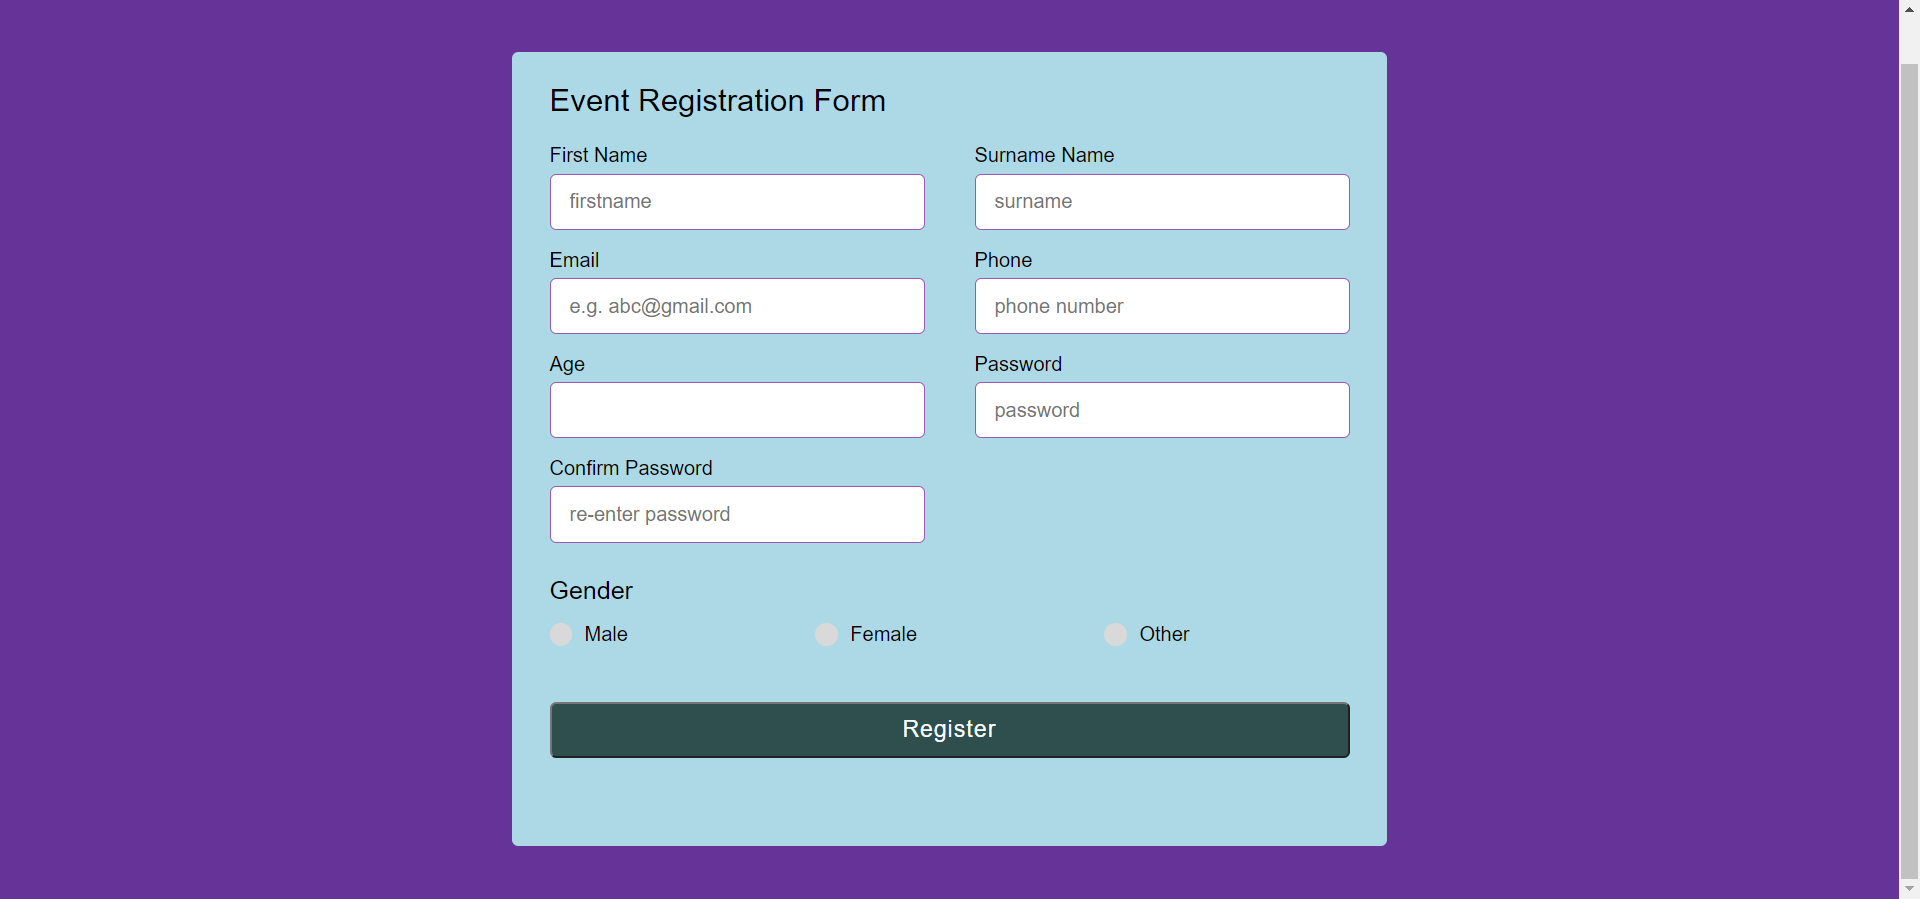 Event Registration Form
First Name
Surname Name
firstname
surname
Email
Phone
e.g. abc@gmail.com
phone number
Age
Password
password
Confirm Password
re-enter password
Gender
Male
Female
Other
Register